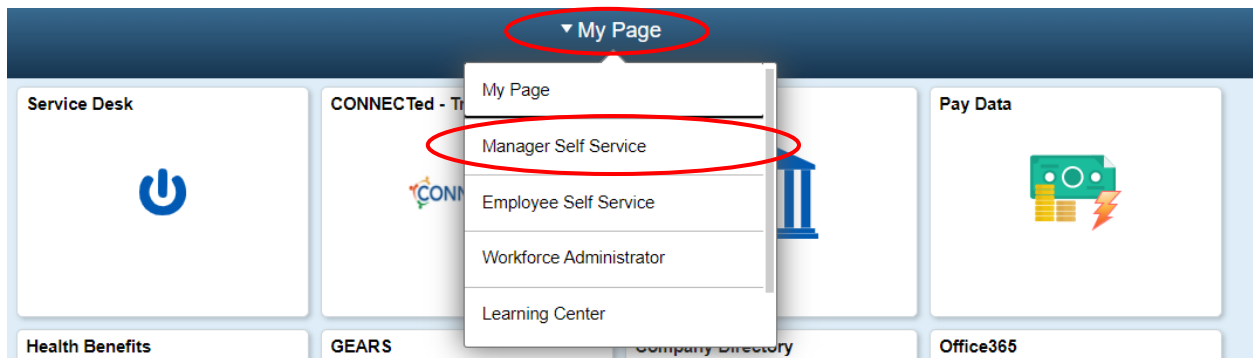 My Page
My Page
Manager Self Service
Employee Self Service
Workforce Administrator
Learning Center
Service Desk
CONNECTed - Tr
CONN
Pay Data
Health Benefits
GEARS
Company Directory
Office365